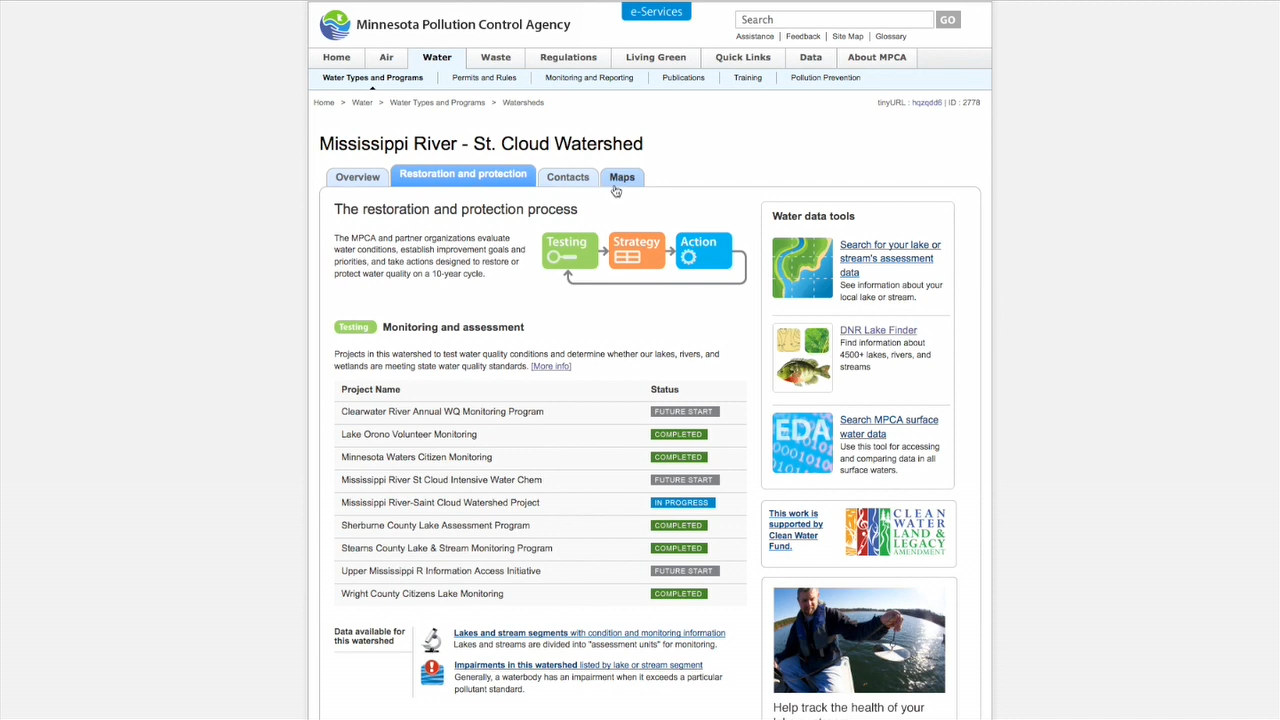 e-Services
Minnesota Pollution Control Agency
Search GO
Assistance | Feedback | Site Map | Glossary
Home Air Water Waste Regulations Living Green Quick Links Data About MPCA
Water Types and Programs | Permits and Rules | Monitoring and Reporting | Publications | Training | Pollution Prevention
Home > Water > Water Types and Programs > Watersheds
tinyURL : hqzqdd6 | ID : 2778
Mississippi River - St. Cloud Watershed
Overview Restoration and protection Contacts Maps
The restoration and protection process
The MPCA and partner organizations evaluate
water conditions, establish improvement goals and
priorities, and take actions designed to restore or
protect water quality on a 10-year cycle.
Testing Strategy Action
Testing Monitoring and assessment
Projects in this watershed to test water quality conditions and determine whether our lakes, rivers, and
wetlands are meeting state water quality standards. [More info]
Project Name Status
Clearwater River Annual WQ Monitoring Program FUTURE START
Lake Orono Volunteer Monitoring COMPLETED
Minnesota Waters Citizen Monitoring COMPLETED
Mississippi River St Cloud Intensive Water Chem FUTURE START
Mississippi River-Saint Cloud Watershed Project IN PROGRESS
Sherburne County Lake Assessment Program COMPLETED
Stearns County Lake & Stream Monitoring Program COMPLETED
Upper Mississippi R Information Access Initiative FUTURE START
Wright County Citizens Lake Monitoring COMPLETED
Data available for
this watershed
Lakes and stream segments with condition and monitoring information
Lakes and streams are divided into "assessment units" for monitoring.
Impairments in this watershed listed by lake or stream segment
Generally, a waterbody has an impairment when it exceeds a particular
pollutant standard.
Water data tools
Search for your lake or
stream's assessment
data
See information about your
local lake or stream.
DNR Lake Finder
Find information about
4500+ lakes, rivers, and
streams
EDA
Search MPCA surface
water data
Use this tool for accessing
and comparing data in all
surface waters.
This work is
supported by
Clean Water
Fund.
CLEAN
WATER
LAND &
LEGACY
AMENDMENT
Help track the health of your